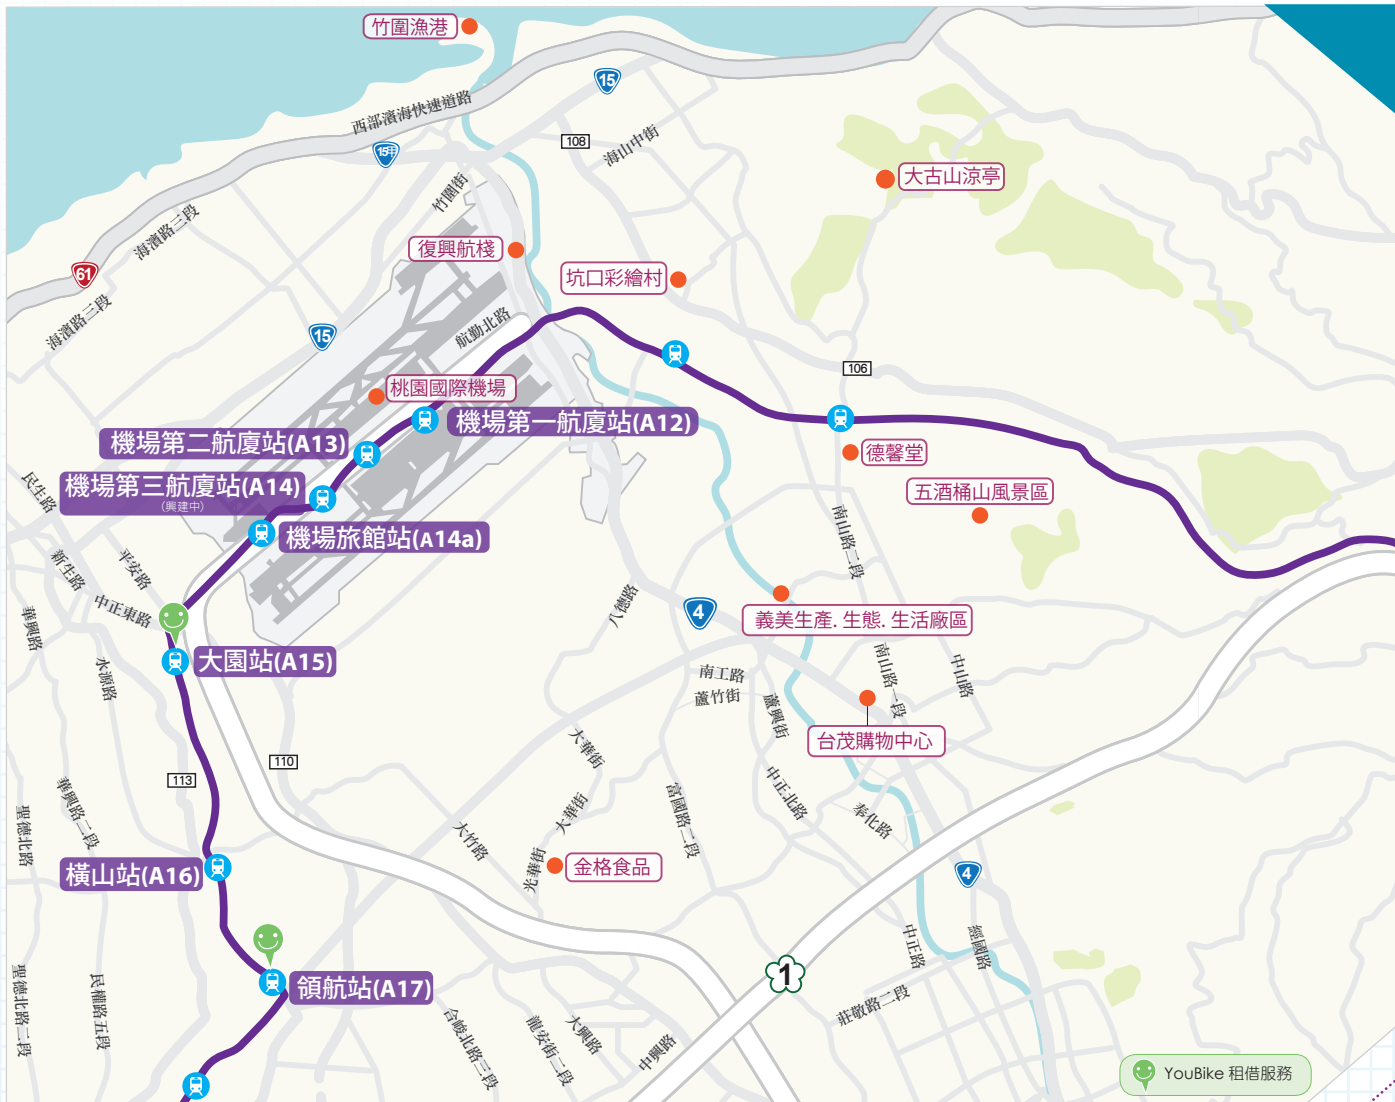 竹圍漁港
15
西部濱海快速道路
108
海山中街
15甲
大古山涼亭
竹圍街
海濱路三段
復興航棧
61
坑口彩繪村
海濱路三段
15
航勤北路
106
桃園國際機場
機場第一航廈站(A12)
機場第二航廈站(A13)
德馨堂
機場第三航廈站(A14)
(興建中)
民生路
五酒桶山風景區
機場旅館站(A14a)
南山路二段
新生路
平安路
中正東路
八德路
4
義美生產. 生態. 生活廠區
華興路
水源路
大園站(A15)
南工路
蘆竹街
南山路一段
中山路
蘆興街
台茂購物中心
大華街
110
113
中正北路
華興路二段
大華街
富國路二段
奉化路
聖德北路
大竹路
光華街
金格食品
橫山站(A16)
4
中正路
經國路
1
領航站(A17)
聖德北路二段
民權路五段
莊敬路二段
合峻北路三段
龍安街二段
大興路
中興路
YouBike 租借服務